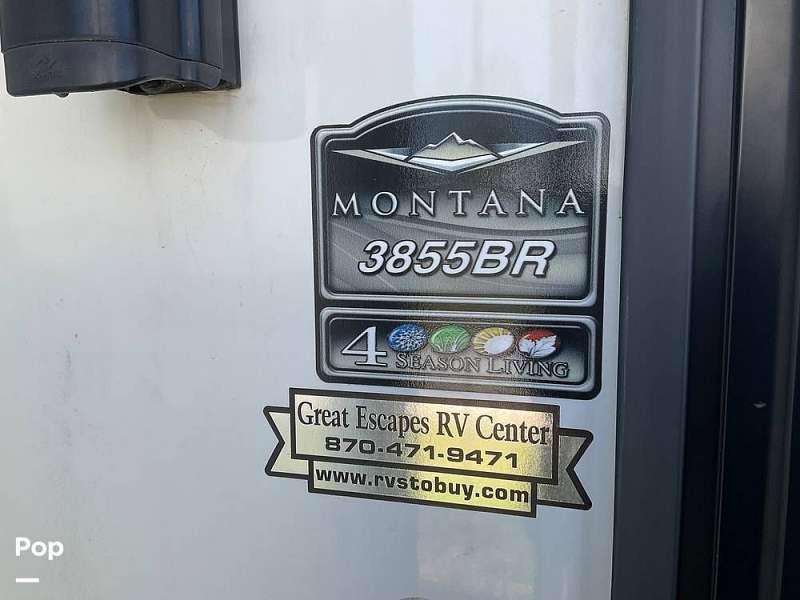 MONTANA
3855BR
4 SEASON LIVING
Great Escapes RV Center
870-471-9471
www.rvstobuy.com
Pop